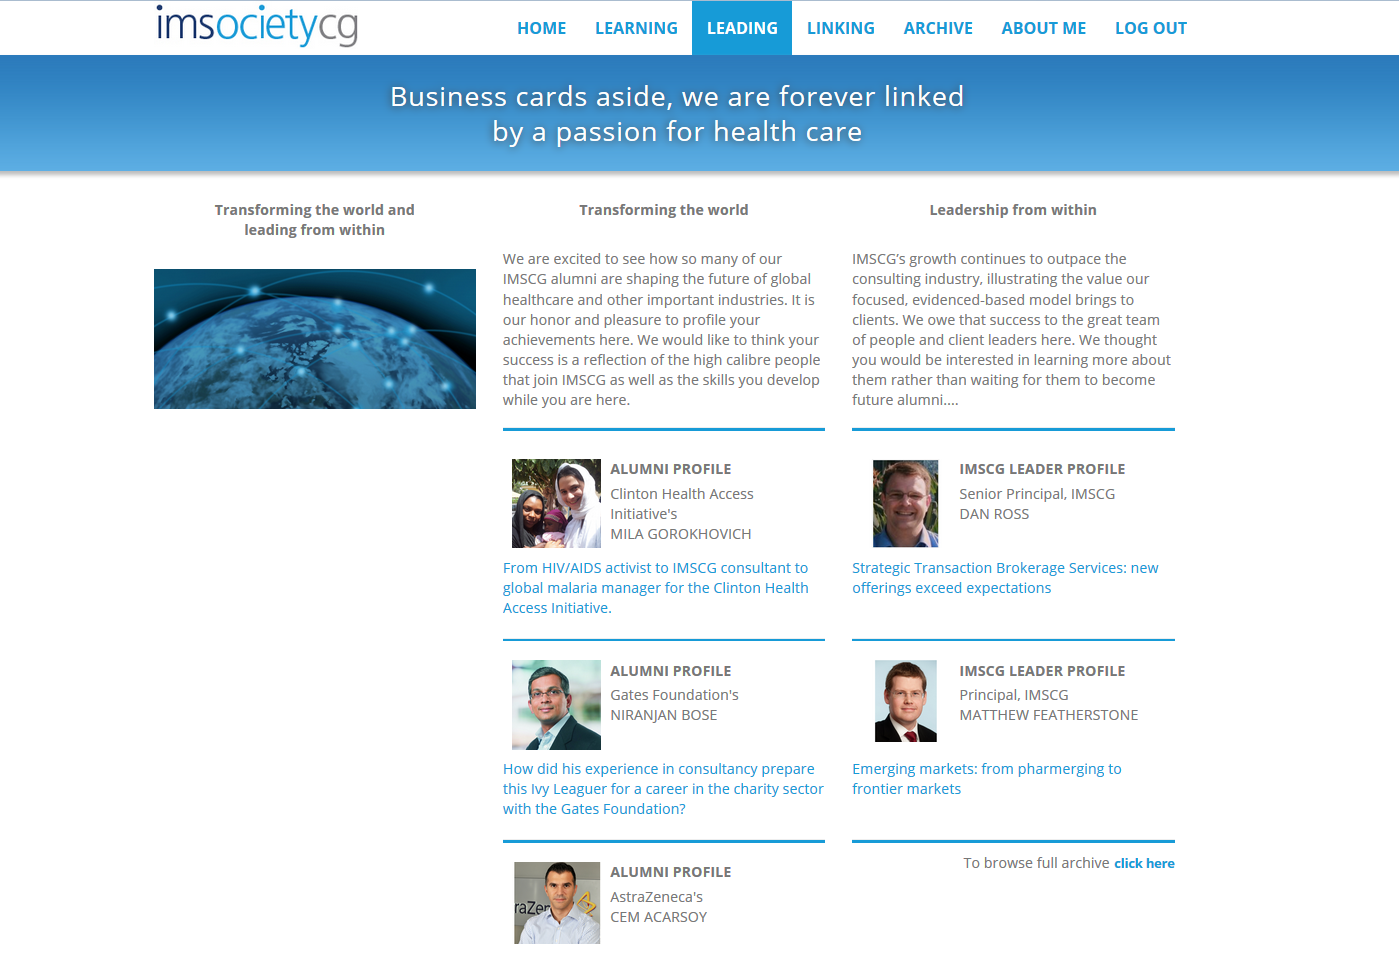 imsocietycg
HOME LEARNING LEADING LINKING ARCHIVE ABOUT ME LOG OUT
Business cards aside, we are forever linked
by a passion for health care
Transforming the world and
leading from within
Transforming the world
We are excited to see how so many of our
IMSCG alumni are shaping the future of global
healthcare and other important industries. It is
our honor and pleasure to profile your
achievements here. We would like to think your
success is a reflection of the high calibre people
that join IMSCG as well as the skills you develop
while you are here.
ALUMNI PROFILE
Clinton Health Access
Initiative's
MILA GOROKHOVICH
From HIV/AIDS activist to IMSCG consultant to
global malaria manager for the Clinton Health
Access Initiative.
ALUMNI PROFILE
Gates Foundation's
NIRANJAN BOSE
How did his experience in consultancy prepare
this Ivy Leaguer for a career in the charity sector
with the Gates Foundation?
raZen
ALUMNI PROFILE
AstraZeneca's
CEM ACARSOY
Leadership from within
IMSCG’s growth continues to outpace the
consulting industry, illustrating the value our
focused, evidenced-based model brings to
clients. We owe that success to the great team
of people and client leaders here. We thought
you would be interested in learning more about
them rather than waiting for them to become
future alumni....
IMSCG LEADER PROFILE
Senior Principal, IMSCG
DAN ROSS
Strategic Transaction Brokerage Services: new
offerings exceed expectations
IMSCG LEADER PROFILE
Principal, IMSCG
MATTHEW FEATHERSTONE
Emerging markets: from pharmerging to
frontier markets
To browse full archive click here